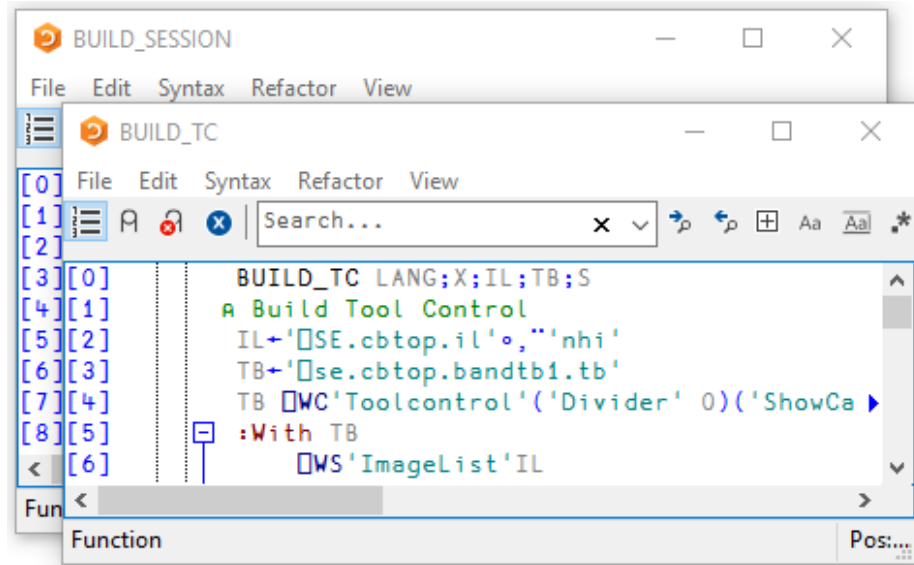 BUILD_SESSION
File Edit Syntax Refactor View
BUILD_TC
File Edit Syntax Refactor View
Search...
Aa Aa .*
[0]
[1]
[2]
[3]
[4]
[5]
[6]
[7]
[8]
[0] BUILD_TC LANG;X;IL;TB;S
[1] ⍝ Build Tool Control
[2] IL←'⎕SE.cbtop.il'∘,¨'nhi'
[3] TB←'⎕se.cbtop.bandtb1.tb'
[4] TB ⎕WC'Toolcontrol'('Divider' 0)('ShowCa
[5] :With TB
[6] ⎕WS'ImageList'IL
Fun
Function Pos:...